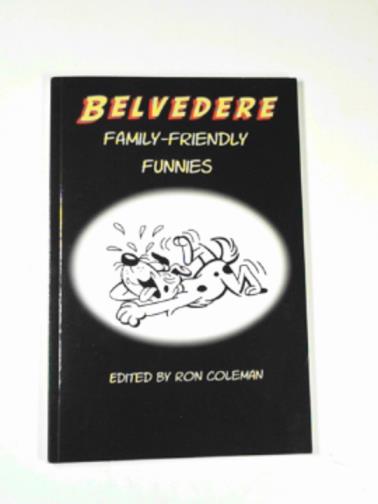 BELVEDERE
FAMILY-FRIENDLY
FUNNIES
EDITED BY RON COLEMAN